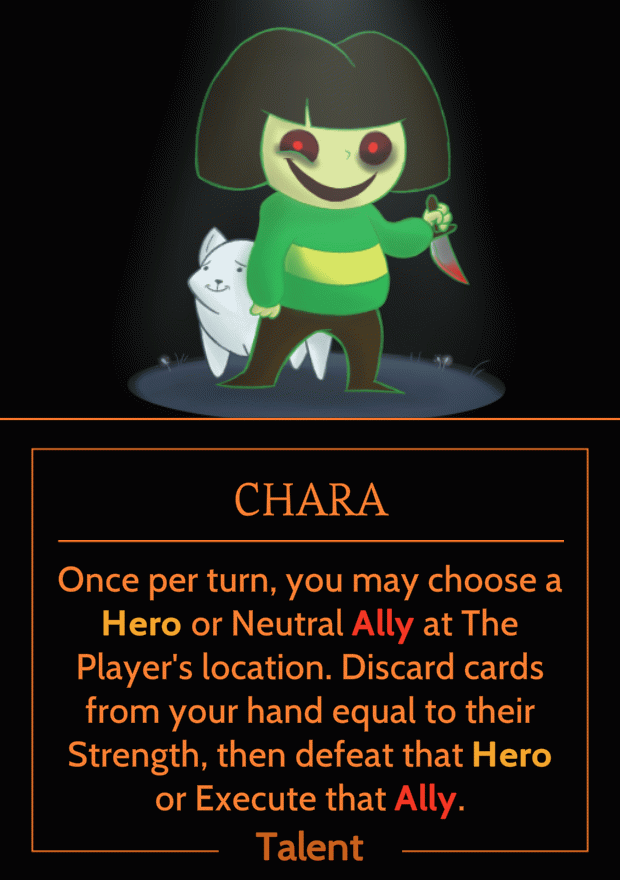 CHARA
Once per turn, you may choose a
Hero or Neutral Ally at The
Player's location. Discard cards
from your hand equal to their
Strength, then defeat that Hero
or Execute that Ally.
Talent